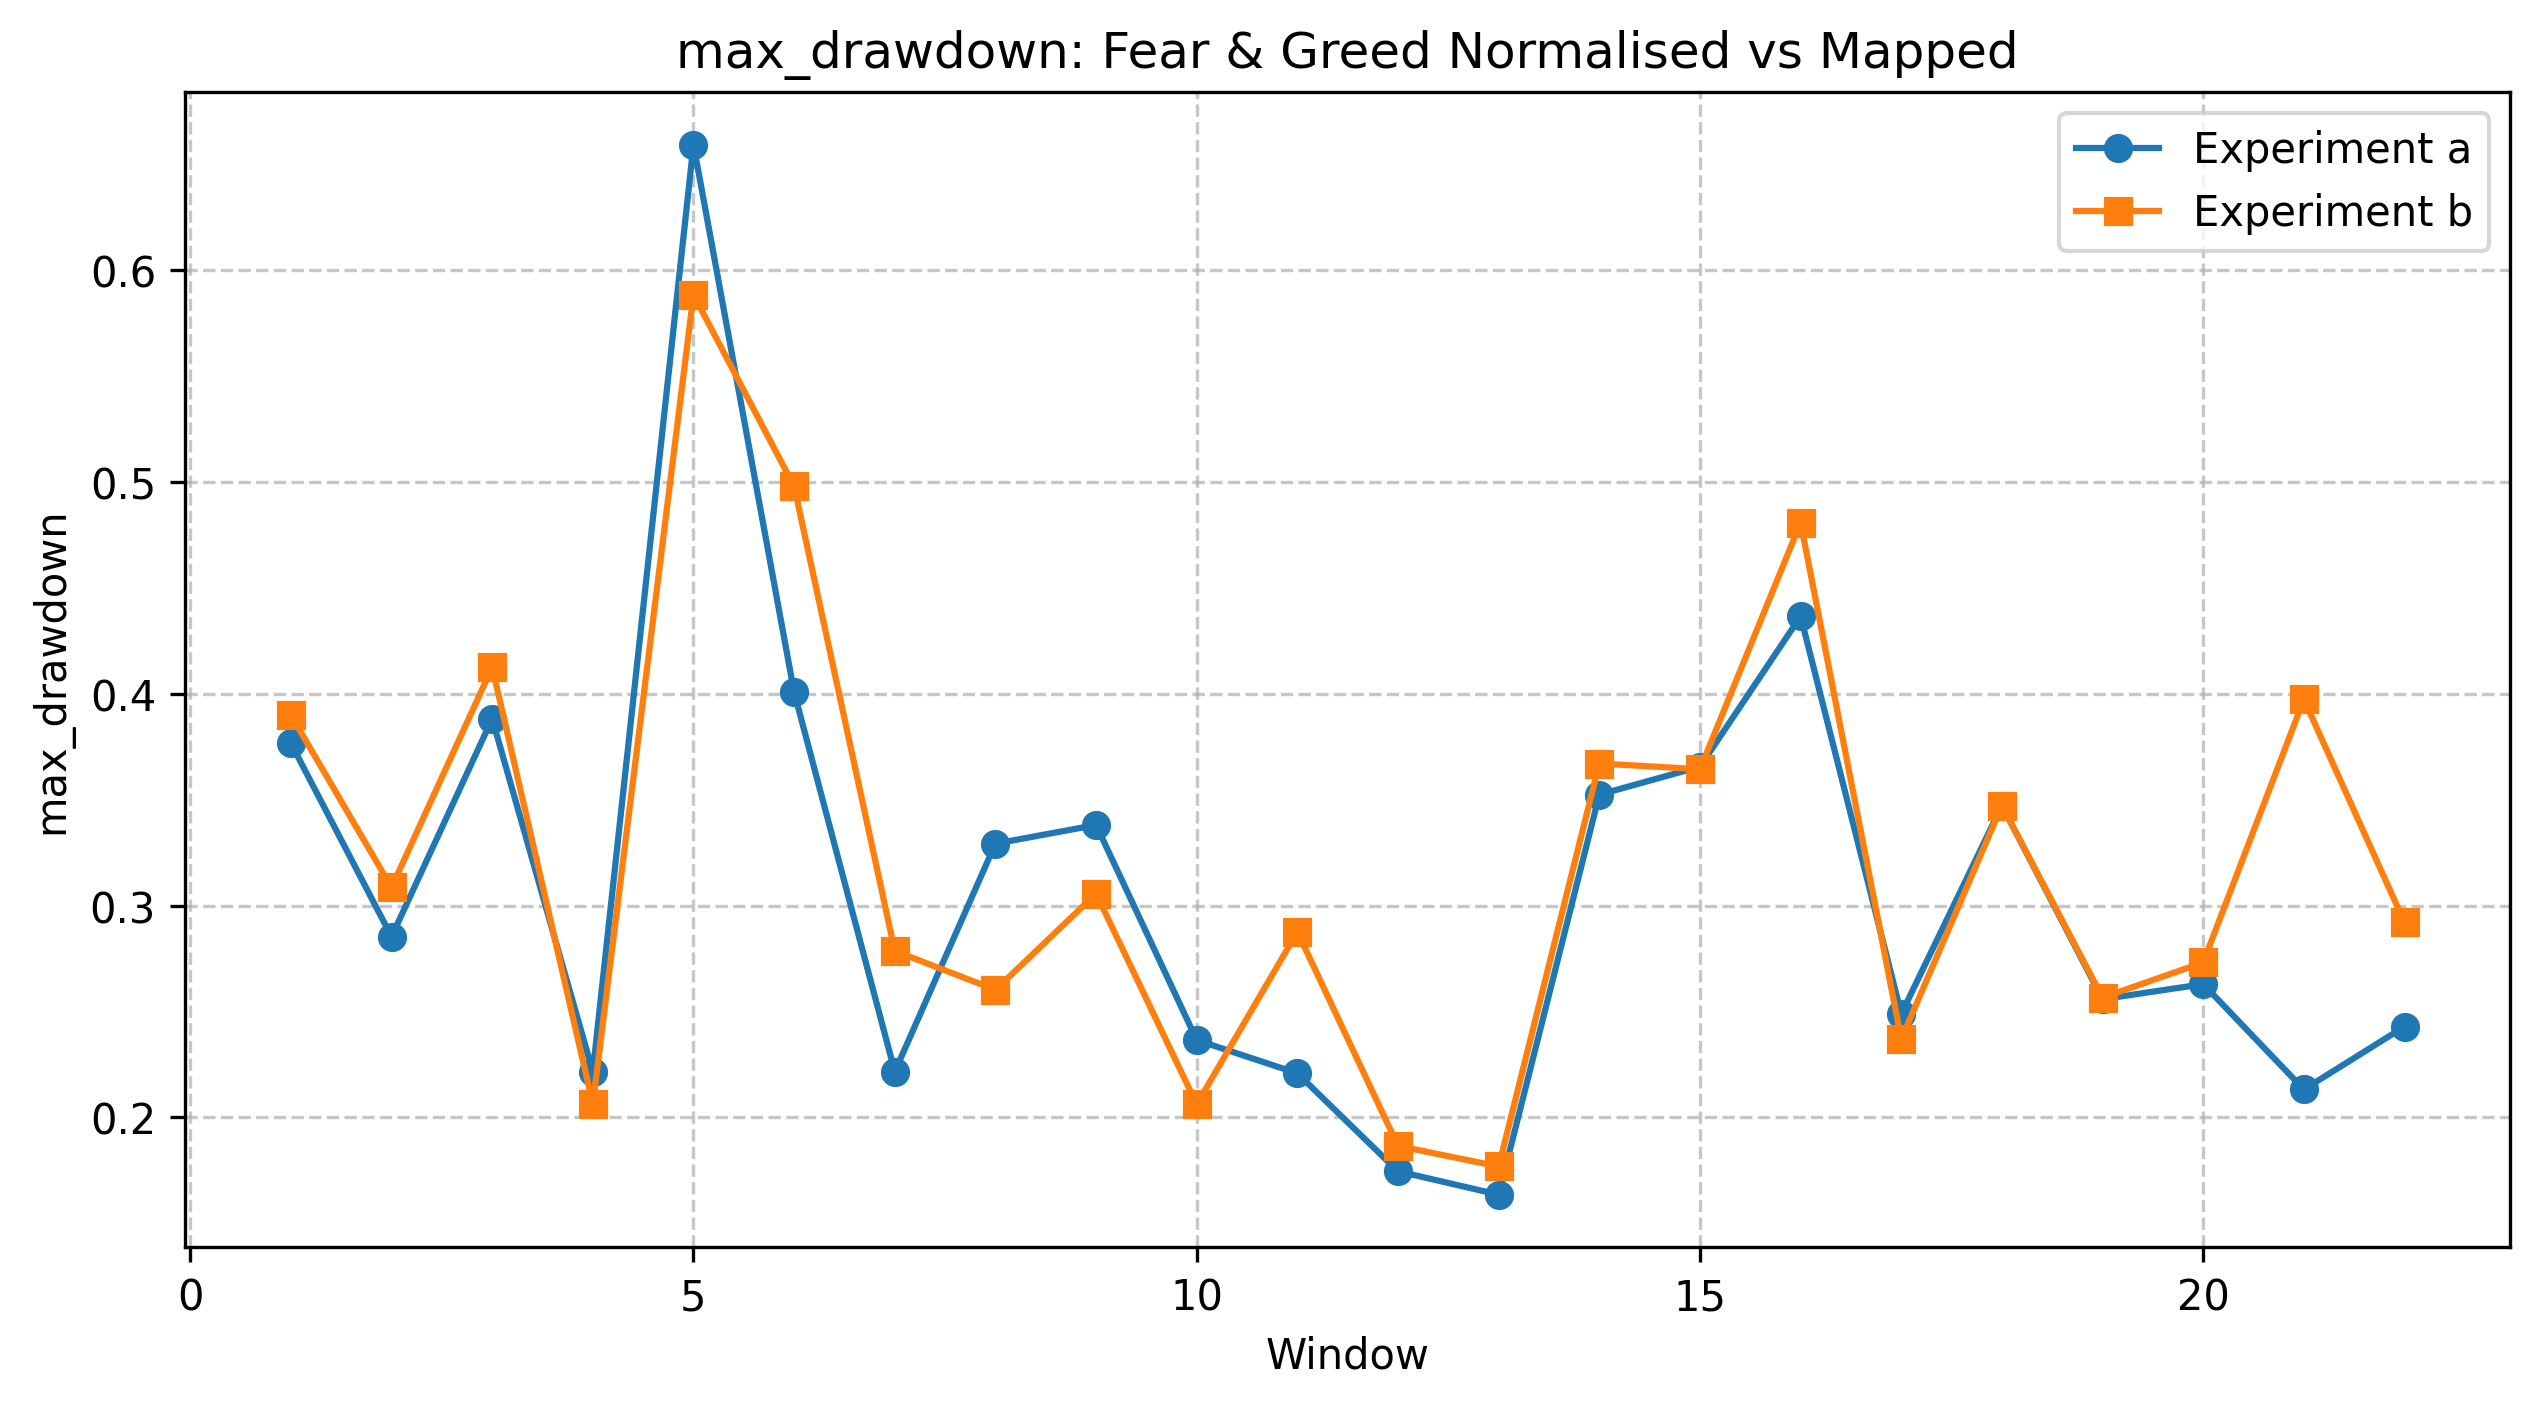 max_drawdown: Fear & Greed Normalised vs Mapped
Experiment a
Experiment b
0.6
0.5
0.4
0.3
0.2
max_drawdown
0 5 10 15 20
Window